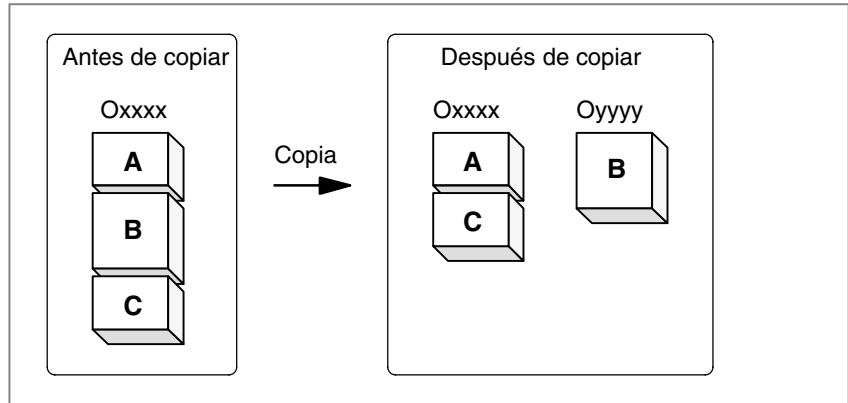 Antes de copiar
Oxxxx
A
B
C
Copia
Después de copiar
Oxxxx
A
C
Oyyyy
B